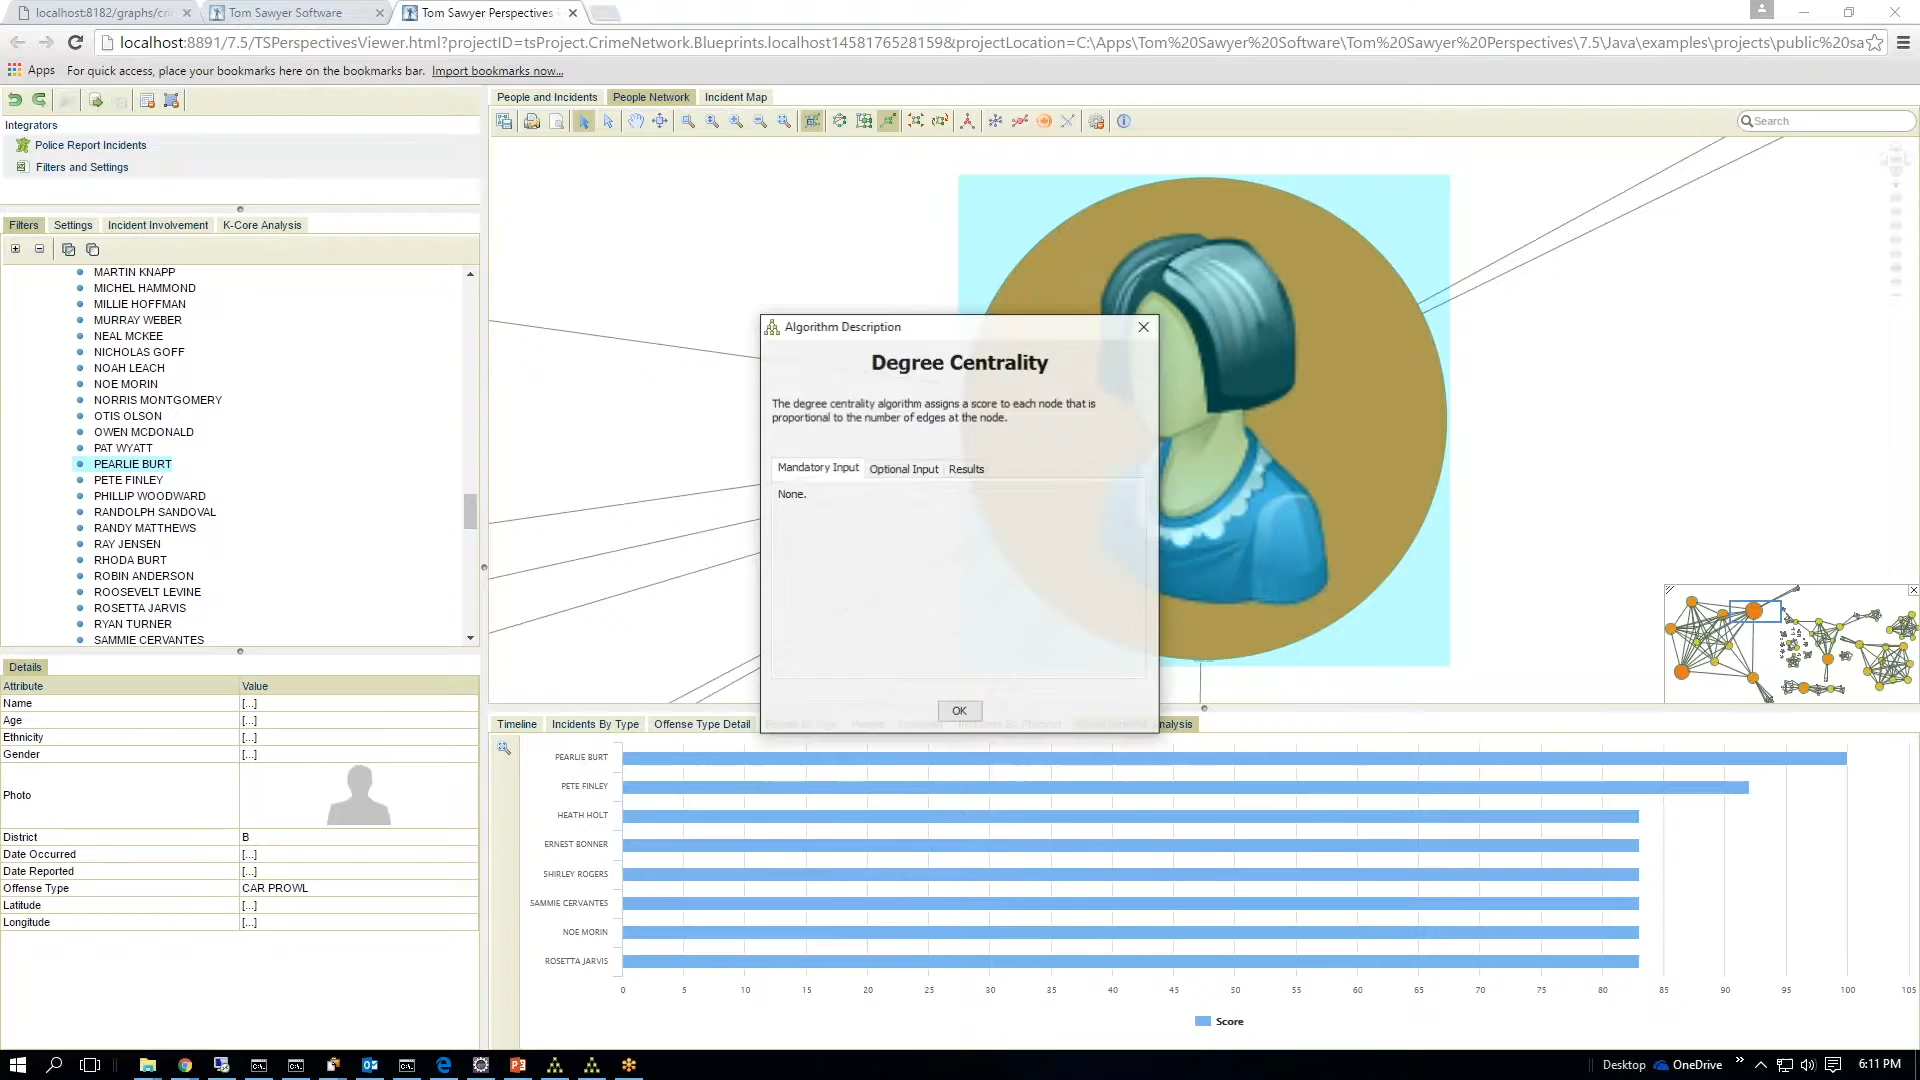 localhost:8182/graphs/cri
Tom Sawyer Software
Tom Sawyer Perspectives
localhost:8891/7.5/TSPerspectivesViewer.html?projectID=tsProject.CrimeNetwork.Blueprints.localhost1458176528159&projectLocation=C:\Apps\Tom%20Sawyer%20Software\Tom%20Sawyer%20Perspectives\7.5\Java\examples\projects\public%20sa
Apps For quick access, place your bookmarks here on the bookmarks bar. Import bookmarks now...
People and Incidents People Network Incident Map
Search
Integrators
Police Report Incidents
Filters and Settings
Filters Settings Incident Involvement K-Core Analysis
MARTIN KNAPP
MICHEL HAMMOND
MILLIE HOFFMAN
MURRAY WEBER
NEAL MCKEE
NICHOLAS GOFF
NOAH LEACH
NOE MORIN
NORRIS MONTGOMERY
OTIS OLSON
OWEN MCDONALD
PAT WYATT
PEARLIE BURT
PETE FINLEY
PHILLIP WOODWARD
RANDOLPH SANDOVAL
RANDY MATTHEWS
RAY JENSEN
RHODA BURT
ROBIN ANDERSON
ROOSEVELT LEVINE
ROSETTA JARVIS
RYAN TURNER
SAMMIE CERVANTES
Details
Attribute Value
Name [...]
Age [...]
Ethnicity [...]
Gender [...]
Photo
District B
Date Occurred [...]
Date Reported [...]
Offense Type CAR PROWL
Latitude [...]
Longitude [...]
Algorithm Description
Degree Centrality
The degree centrality algorithm assigns a score to each node that is
proportional to the number of edges at the node.
Mandatory Input Optional Input Results
None.
OK
Timeline Incidents By Type Offense Type Detail nalysis
PEARLIE BURT
PETE FINLEY
HEATH HOLT
ERNEST BONNER
SHIRLEY ROGERS
SAMMIE CERVANTES
NOE MORIN
ROSETTA JARVIS
0 5 10 15 20 25 30 35 40 45 50 55 60 65 70 75 80 85 90 95 100 105
Score
Desktop OneDrive 6:11 PM